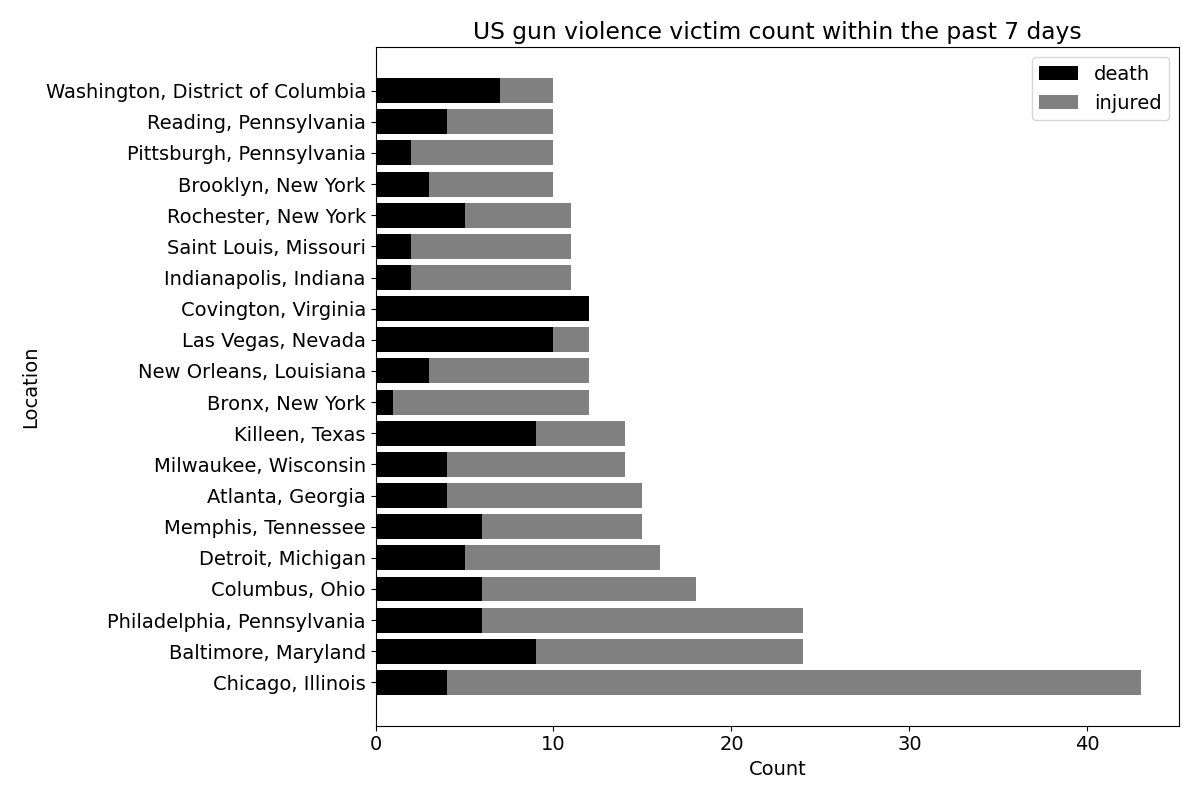 US gun violence victim count within the past 7 days
death
injured
Washington, District of Columbia
Reading, Pennsylvania
Pittsburgh, Pennsylvania
Brooklyn, New York
Rochester, New York
Saint Louis, Missouri
Indianapolis, Indiana
Covington, Virginia
Las Vegas, Nevada
New Orleans, Louisiana
Bronx, New York
Killeen, Texas
Milwaukee, Wisconsin
Atlanta, Georgia
Memphis, Tennessee
Detroit, Michigan
Columbus, Ohio
Philadelphia, Pennsylvania
Baltimore, Maryland
Chicago, Illinois
Location
0 10 20 30 40
Count